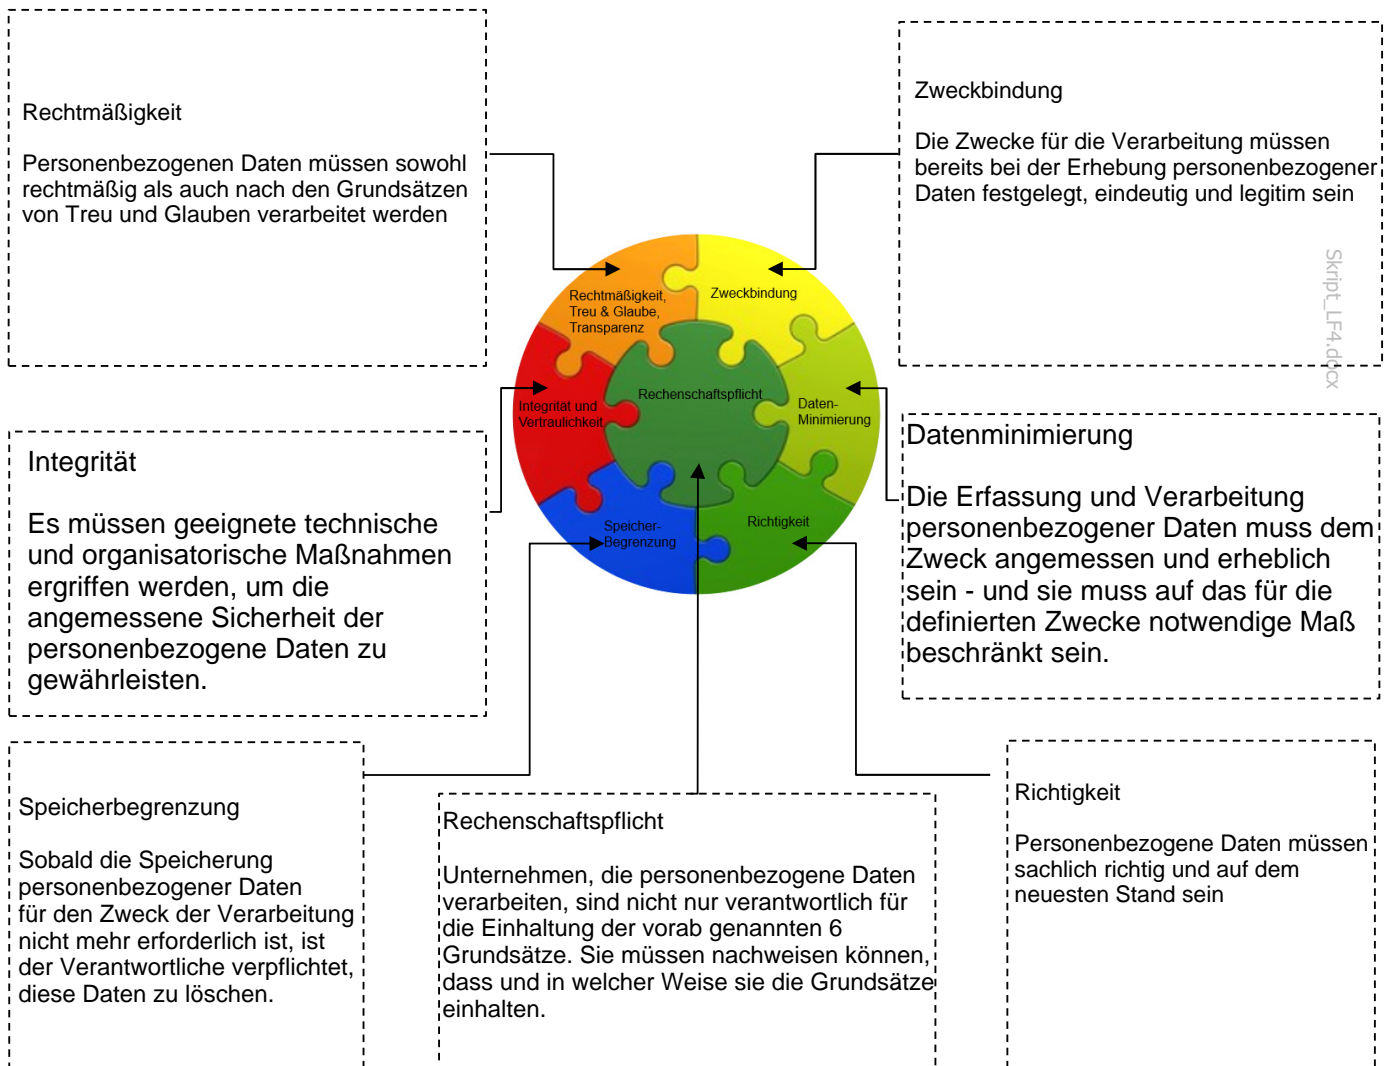 Rechtmäßigkeit
Personenbezogenen Daten müssen sowohl
rechtmäßig als auch nach den Grundsätzen
von Treu und Glauben verarbeitet werden
Zweckbindung
Die Zwecke für die Verarbeitung müssen
bereits bei der Erhebung personenbezogener
Daten festgelegt, eindeutig und legitim sein
Skript_LF4.docx
Rechtmäßigkeit,
Treu & Glaube,
Transparenz
Zweckbindung
Integrität und
Vertraulichkeit
Rechenschaftspflicht
Daten-
Minimierung
Speicher-
Begrenzung
Richtigkeit
Integrität
Es müssen geeignete technische
und organisatorische Maßnahmen
ergriffen werden, um die
angemessene Sicherheit der
personenbezogene Daten zu
gewährleisten.
Datenminimierung
Die Erfassung und Verarbeitung
personenbezogener Daten muss dem
Zweck angemessen und erheblich
sein - und sie muss auf das für die
definierten Zwecke notwendige Maß
beschränkt sein.
Speicherbegrenzung
Sobald die Speicherung
personenbezogener Daten
für den Zweck der Verarbeitung
nicht mehr erforderlich ist, ist
der Verantwortliche verpflichtet,
diese Daten zu löschen.
Rechenschaftspflicht
Unternehmen, die personenbezogene Daten
verarbeiten, sind nicht nur verantwortlich für
die Einhaltung der vorab genannten 6
Grundsätze. Sie müssen nachweisen können,
dass und in welcher Weise sie die Grundsätze
einhalten.
Richtigkeit
Personenbezogene Daten müssen
sachlich richtig und auf dem
neuesten Stand sein